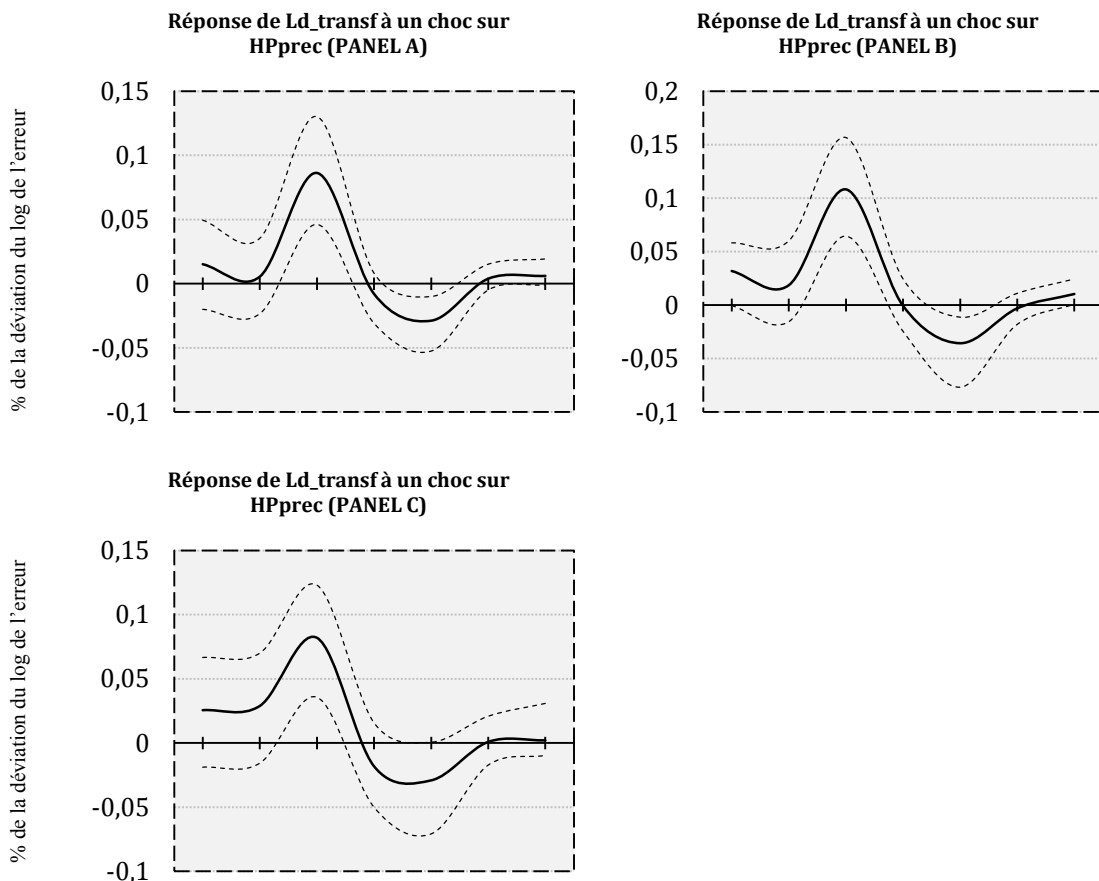 Réponse de Ld_transf à un choc sur
HPprec (PANEL A)
% de la déviation du log de l'erreur
0,15
0,1
0,05
0
-0,05
-0,1
Réponse de Ld_transf à un choc sur
HPprec (PANEL B)
0,2
0,15
0,1
0,05
0
-0,05
-0,1
Réponse de Ld_transf à un choc sur
HPprec (PANEL C)
% de la déviation du log de l'erreur
0,15
0,1
0,05
0
-0,05
-0,1